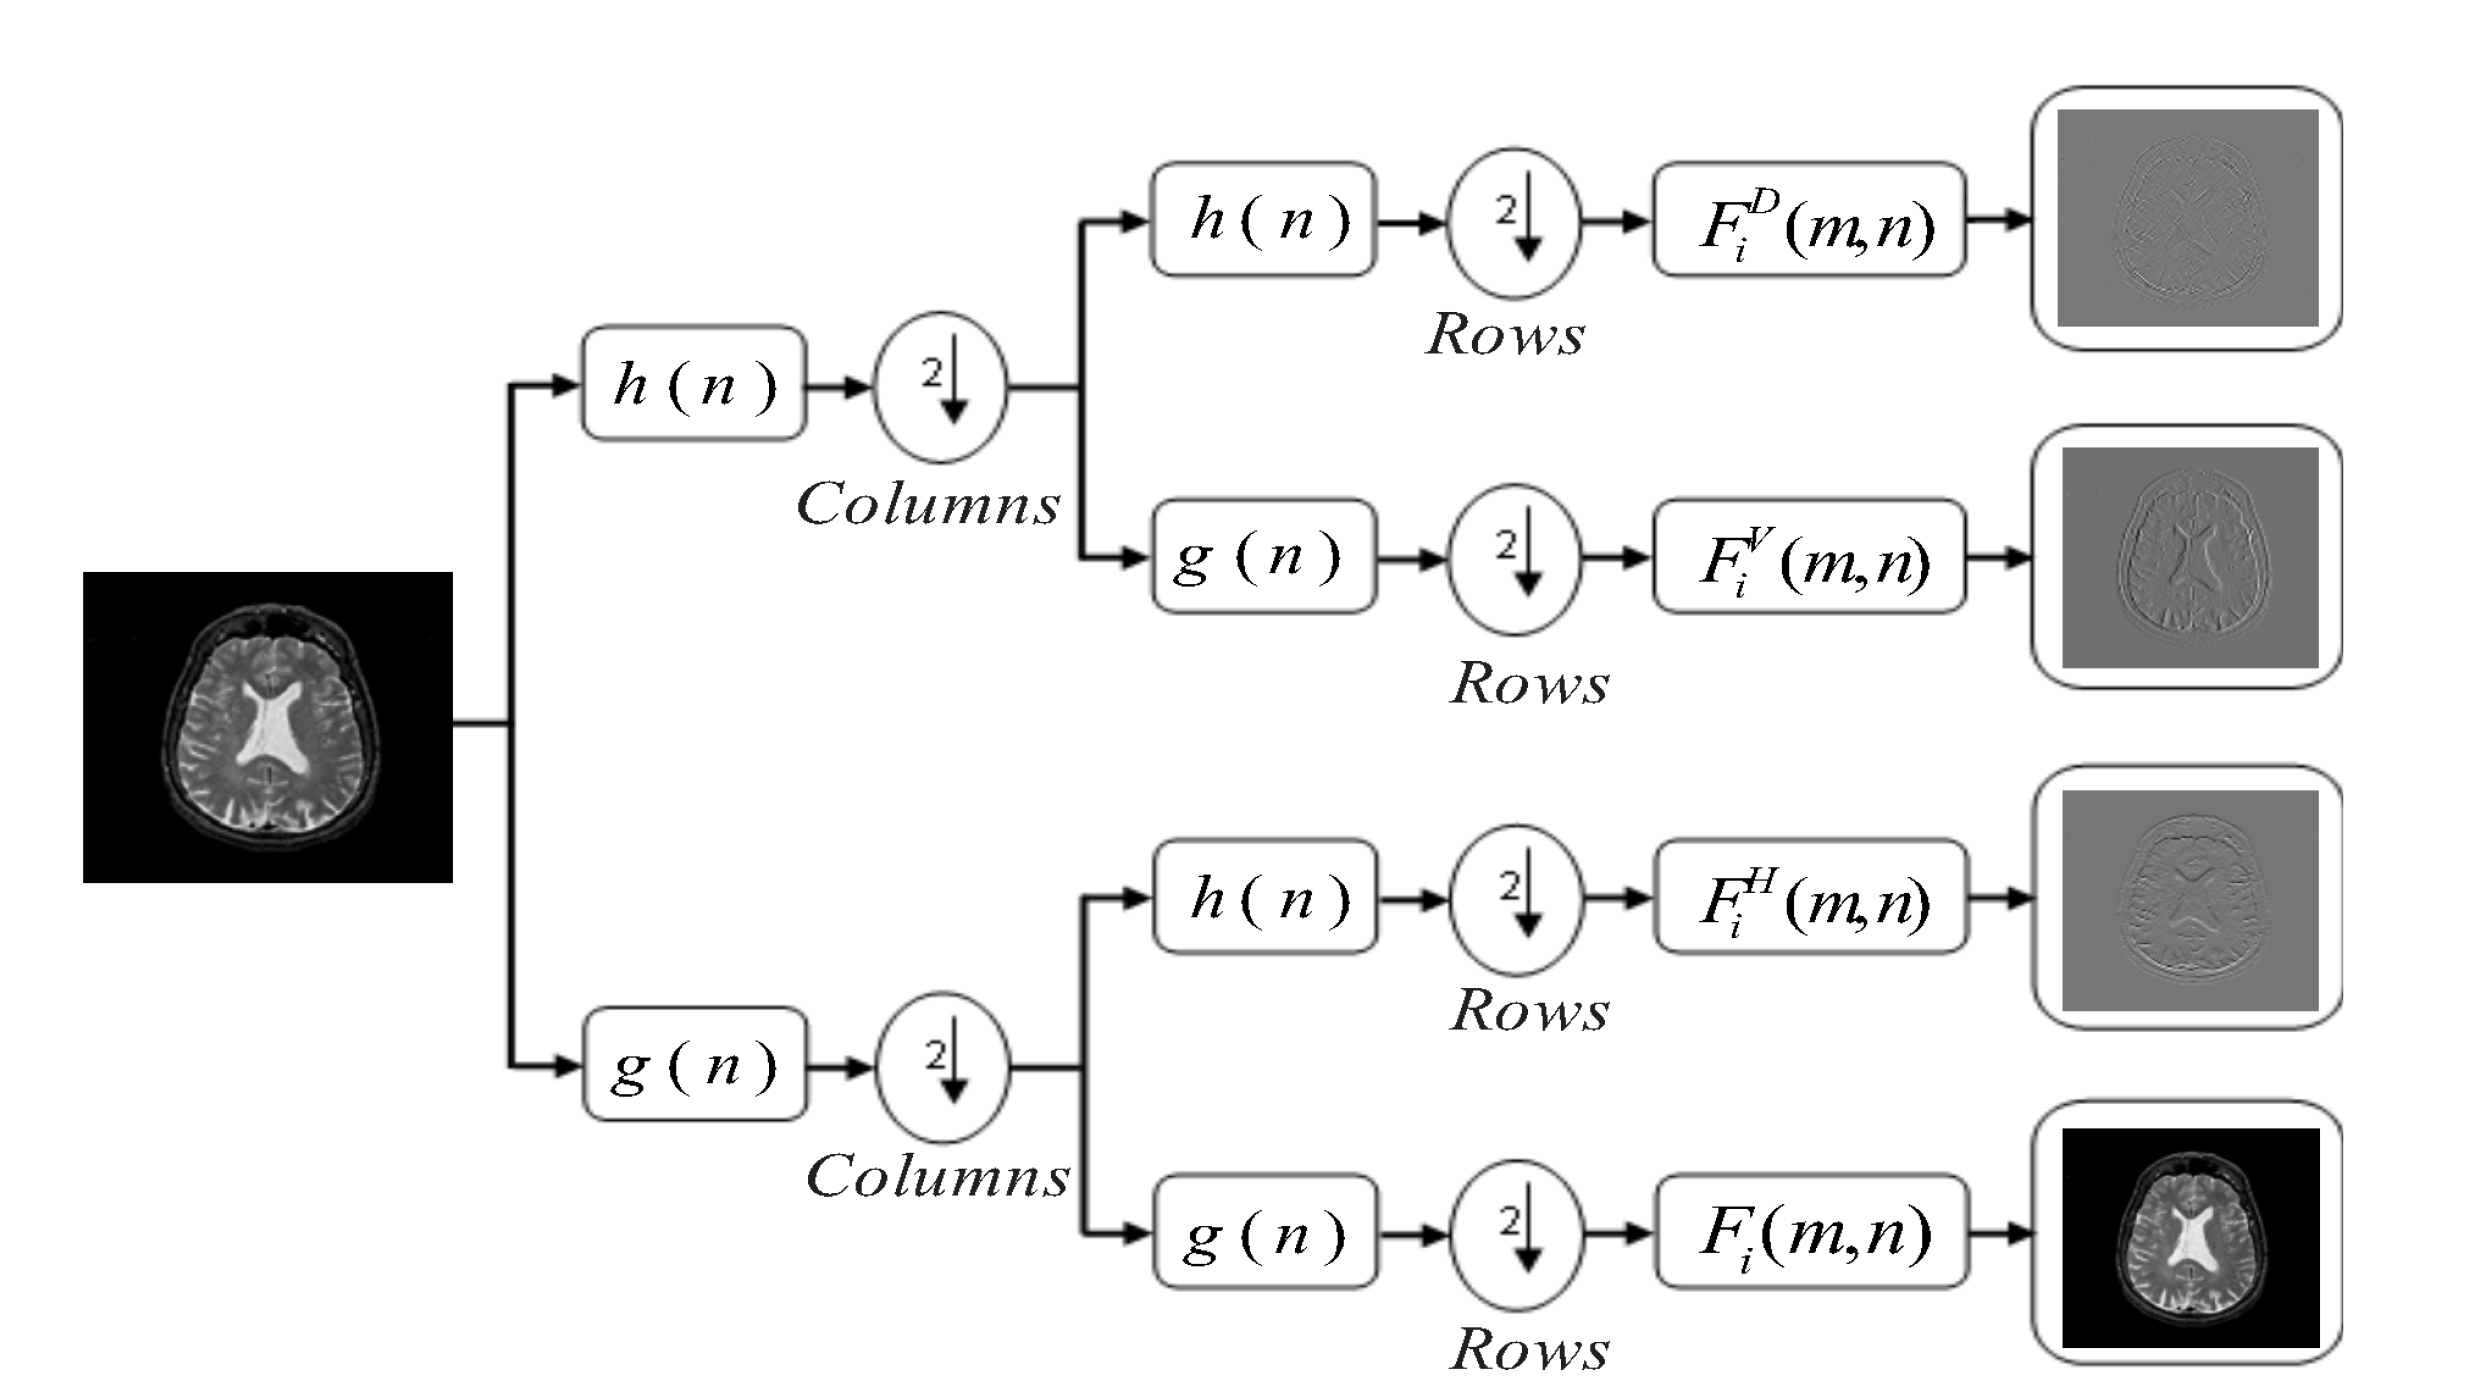 h(n) 2↓ Rows F_i^D(m,n)
h(n) 2↓ Columns
g(n) 2↓ Rows F_i^V(m,n)
h(n) 2↓ Rows F_i^H(m,n)
g(n) 2↓ Columns
g(n) 2↓ Rows F_i(m,n)